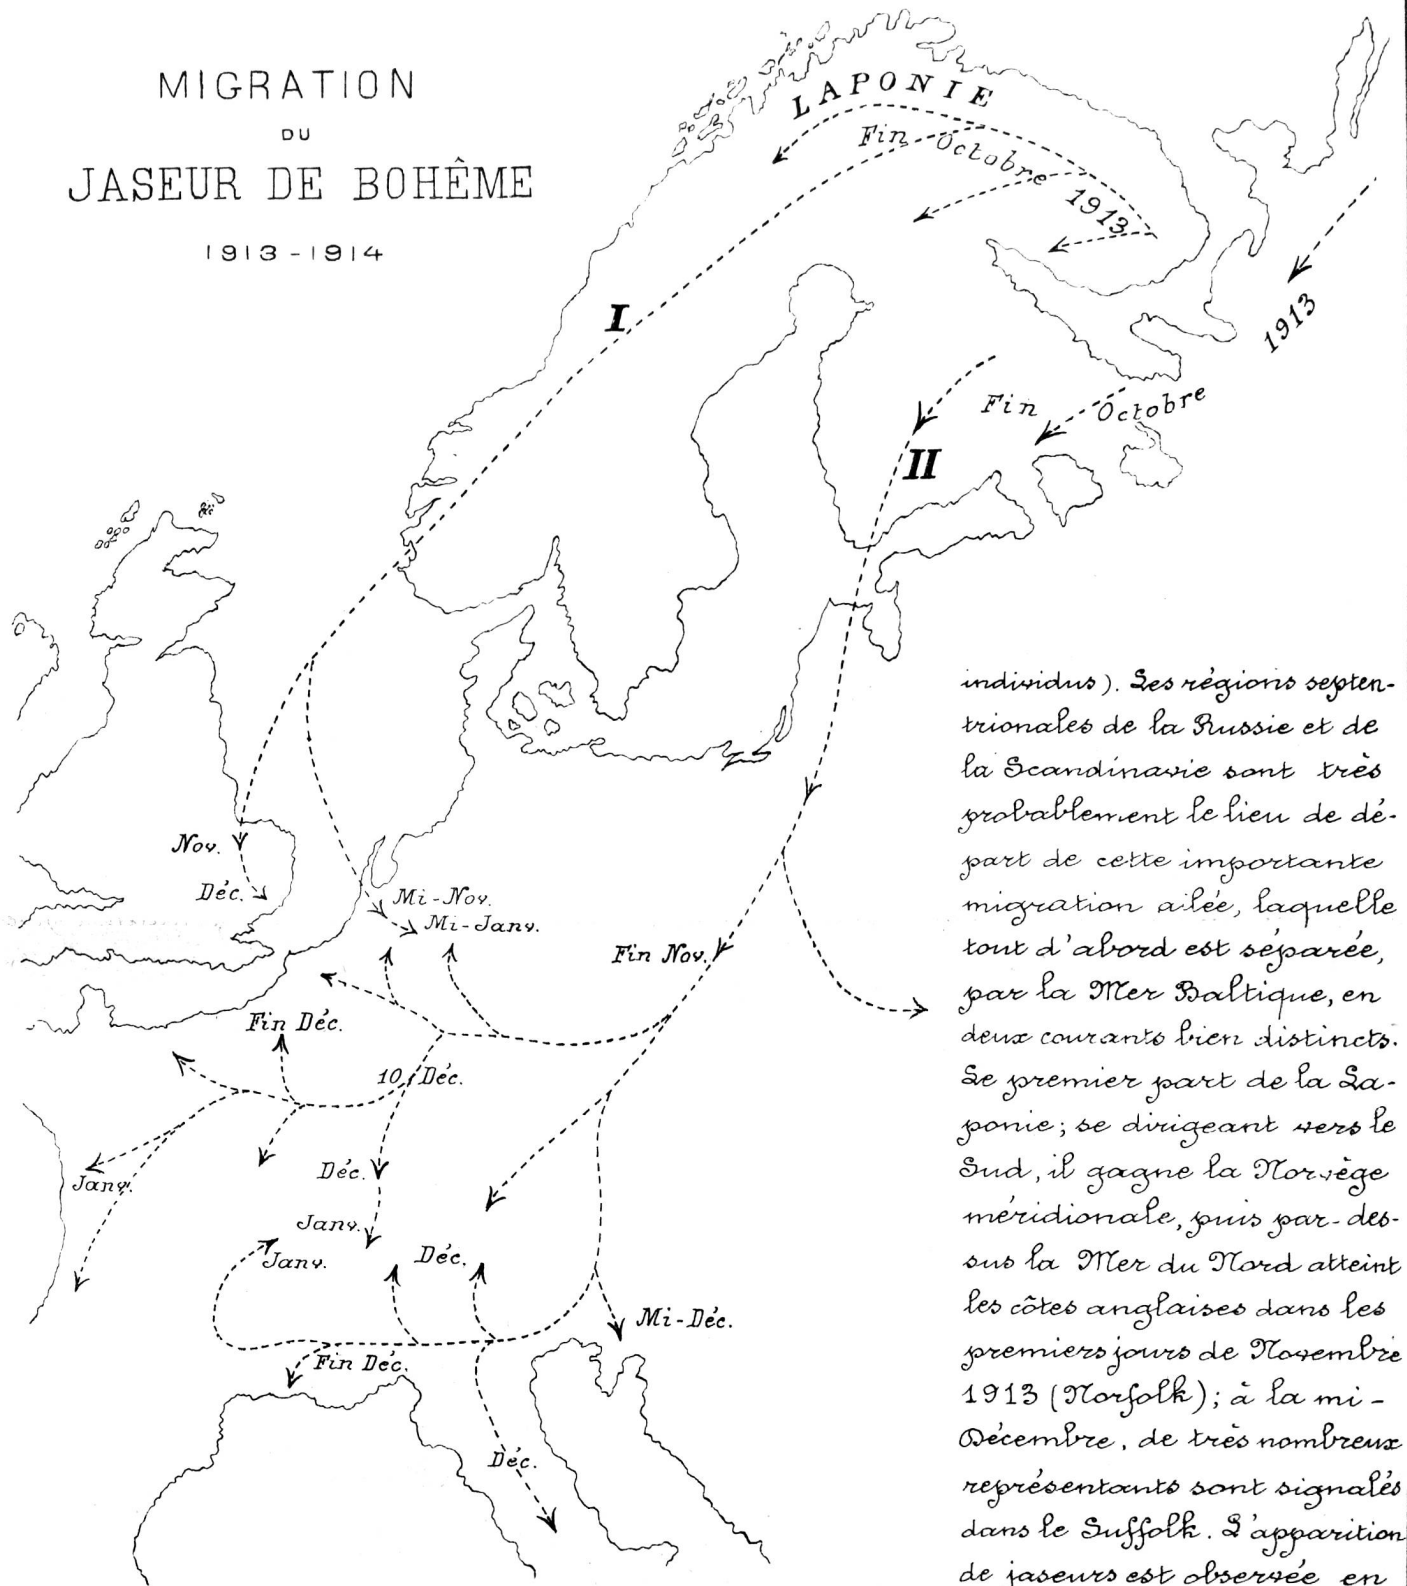 MIGRATION
DU
JASEUR DE BOHÊME
1913-1914
LAPONIE
Fin Octobre 1913
I
1913
Fin Octobre
II
Nov.
Déc.
Mi-Nov.
Mi-Janv.
Fin Nov.
Fin Déc.
10 Déc.
Janv.
Déc.
Janv.
Janv.
Déc.
Mi-Déc.
Fin Déc.
Déc.
individus). Les régions septen-
trionales de la Russie et de
la Scandinavie sont très
probablement le lieu de dé-
part de cette importante
migration ailée, laquelle
tout d'abord est séparée,
par la Mer Baltique, en
deux courants bien distincts.
Le premier part de la La-
ponie; se dirigeant vers le
Sud, il gagne la Norvège
méridionale, puis par-des-
sus la Mer du Nord atteint
les côtes anglaises dans les
premiers jours de Novembre
1913 (Norfolk); à la mi-
Décembre, de très nombreux
représentants sont signalés
dans le Suffolk. L'apparition
de jaseurs est observée en